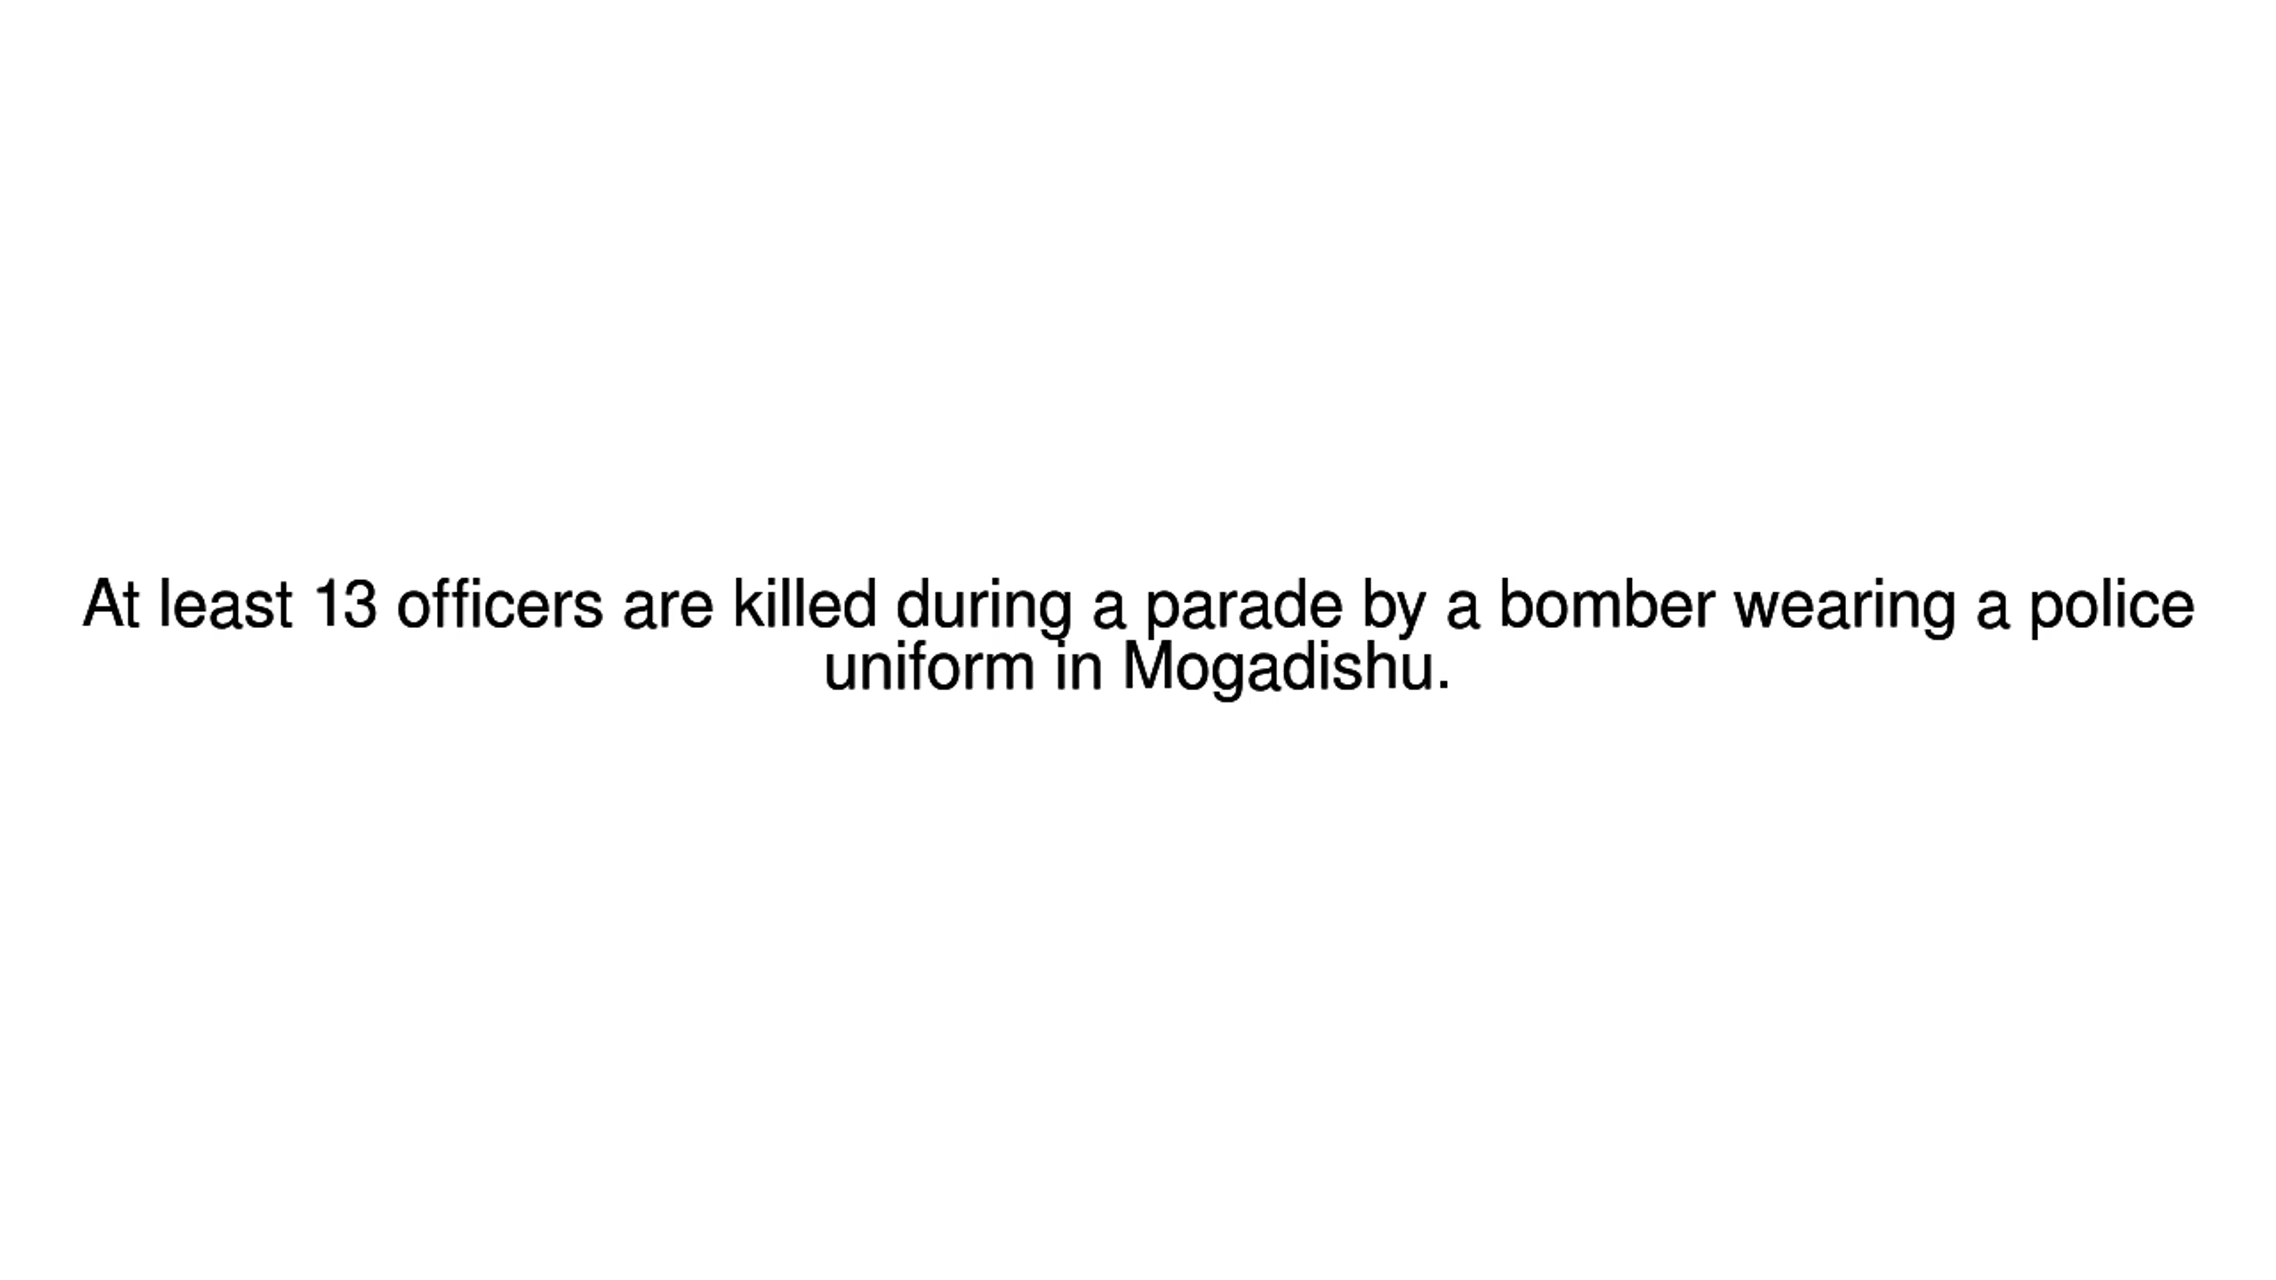 At least 13 officers are killed during a parade by a bomber wearing a police
uniform in Mogadishu.